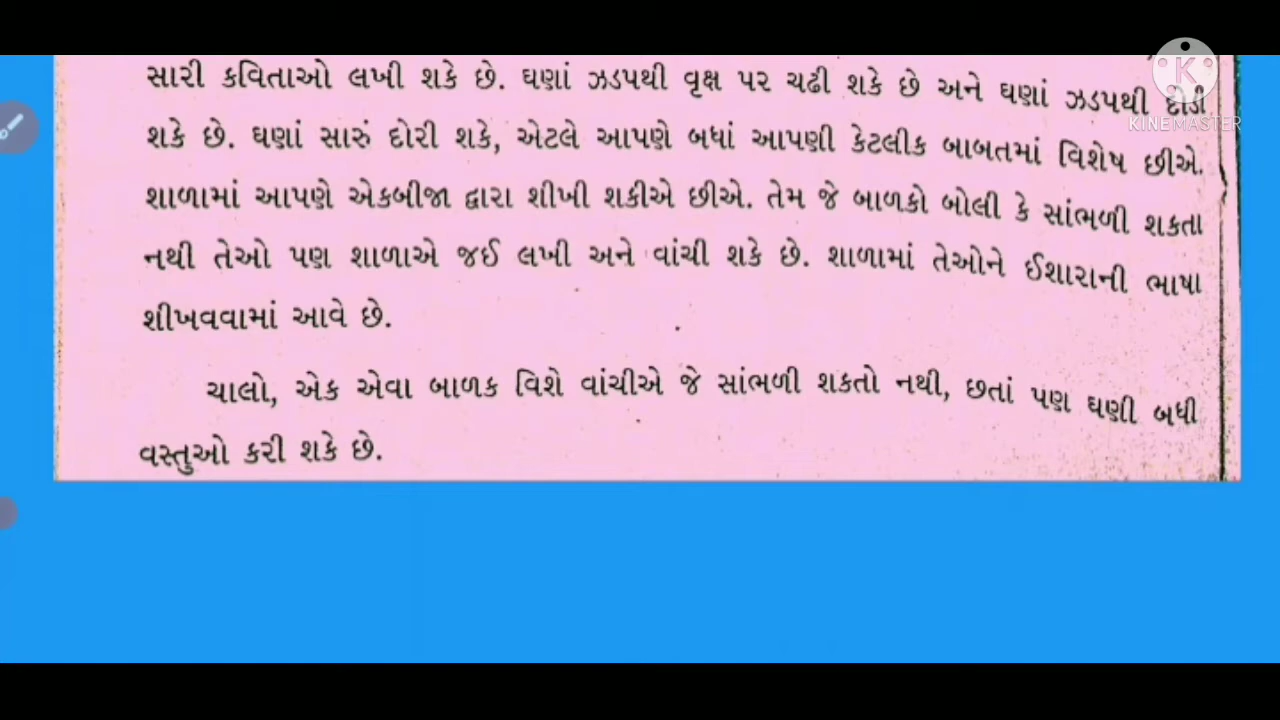 સારી કવિતાઓ લખી શકે છે. ઘણાં ઝડપથી વૃક્ષ પર ચઢી શકે છે અને ઘણાં ઝડપથી દોડી
શકે છે. ઘણાં સારું દોરી શકે, એટલે આપણે બધાં આપણી કેટલીક બાબતમાં વિશેષ છીએ.
શાળામાં આપણે એકબીજા દ્વારા શીખી શકીએ છીએ. તેમ જે બાળકો બોલી કે સાંભળી શકતા
નથી તેઓ પણ શાળાએ જઈ લખી અને વાંચી શકે છે. શાળામાં તેઓને ઈશારાની ભાષા
શીખવવામાં આવે છે.
ચાલો, એક એવા બાળક વિશે વાંચીએ જે સાંભળી શકતો નથી, છતાં પણ ઘણી બધી
વસ્તુઓ કરી શકે છે.
K
KINEMASTER